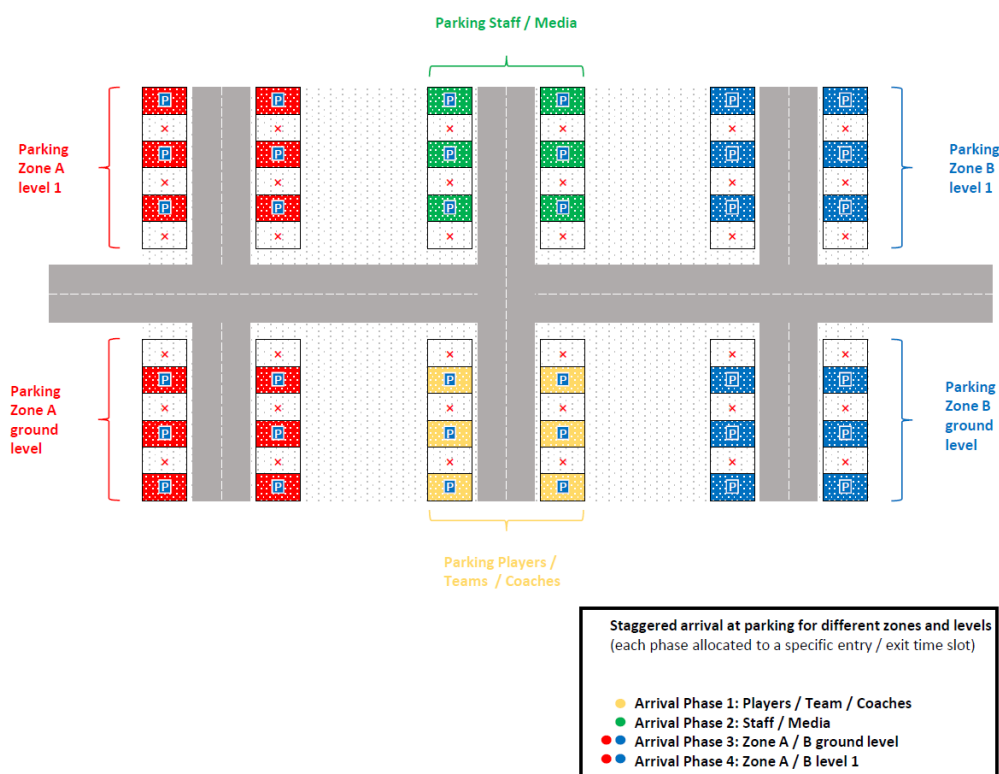 Parking Staff / Media
P P P P P P
× × × × × ×
P P P P P P
× × × × × ×
P P P P P P
× × × × × ×
Parking
Zone A
level 1
Parking
Zone B
level 1
× × × × × ×
P P P P P P
× × × × × ×
P P P P P P
× × × × × ×
P P P P P P
Parking
Zone A
ground
level
Parking
Zone B
ground
level
Parking Players /
Teams / Coaches
Staggered arrival at parking for different zones and levels
(each phase allocated to a specific entry / exit time slot)
Arrival Phase 1: Players / Team / Coaches
Arrival Phase 2: Staff / Media
Arrival Phase 3: Zone A / B ground level
Arrival Phase 4: Zone A / B level 1